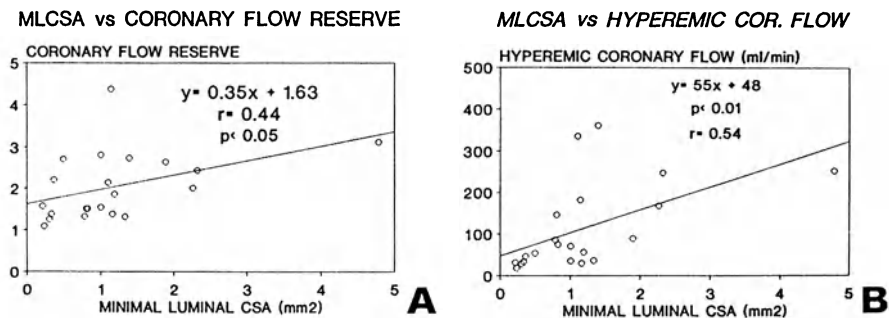 MLCSA vs CORONARY FLOW RESERVE
CORONARY FLOW RESERVE
5
4
3
2
1
0
y= 0.35x + 1.63
r= 0.44
p< 0.05
0 1 2 3 4 5
MINIMAL LUMINAL CSA (mm2)
A
MLCSA vs HYPEREMIC COR. FLOW
HYPEREMIC CORONARY FLOW (ml/min)
500
400
300
200
100
0
y= 55x + 48
p< 0.01
r= 0.54
0 1 2 3 4 5
MINIMAL LUMINAL CSA (mm2)
B